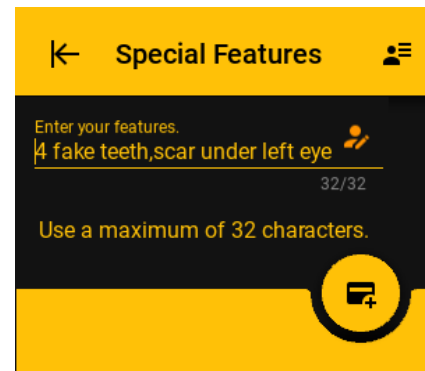 Special Features
Enter your features.
4 fake teeth,scar under left eye
32/32
Use a maximum of 32 characters.